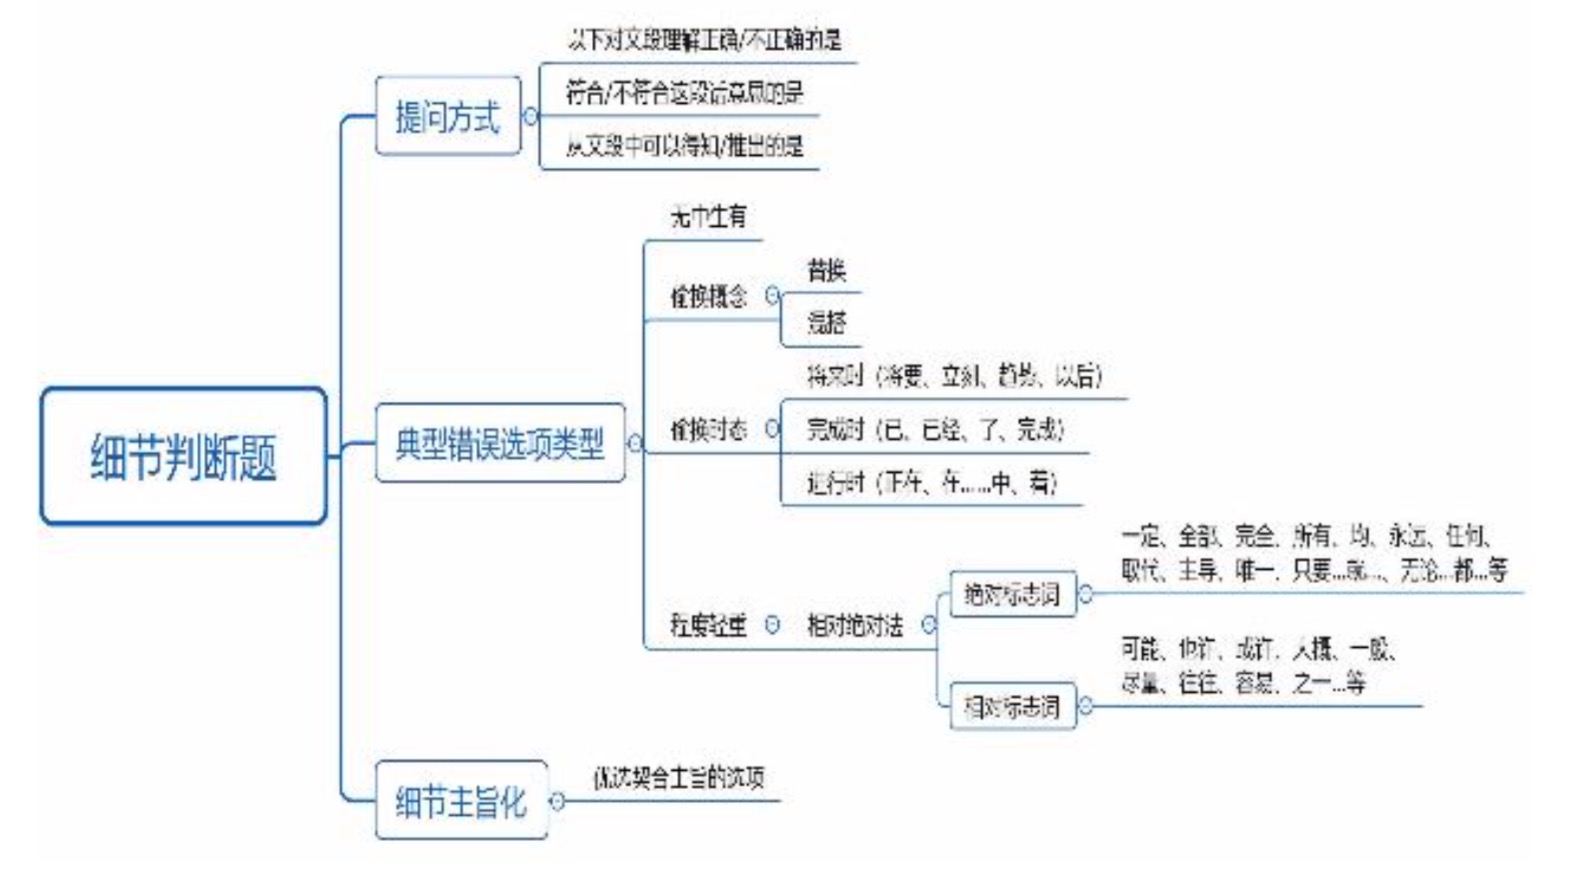 细节判断题
提问方式
以下对文段理解正确/不正确的是
符合/不符合这段话意思的是
从文段中可以得知/推出的是
典型错误选项类型
无中生有
偷换概念
替换
混搭
偷换时态
将来时（将要、立刻、趋势、以后）
完成时（已、已经、了、完成）
进行时（正在、在……中、着）
程度轻重
相对绝对法
绝对标志词
一定、全部、完全、所有、均、永远、任何、
取代、主导、唯一、只要...就...、无论...都...等
相对标志词
可能、也许、或许、大概、一般、
尽量、往往、容易、之一...等
细节主旨化
优选契合主旨的选项